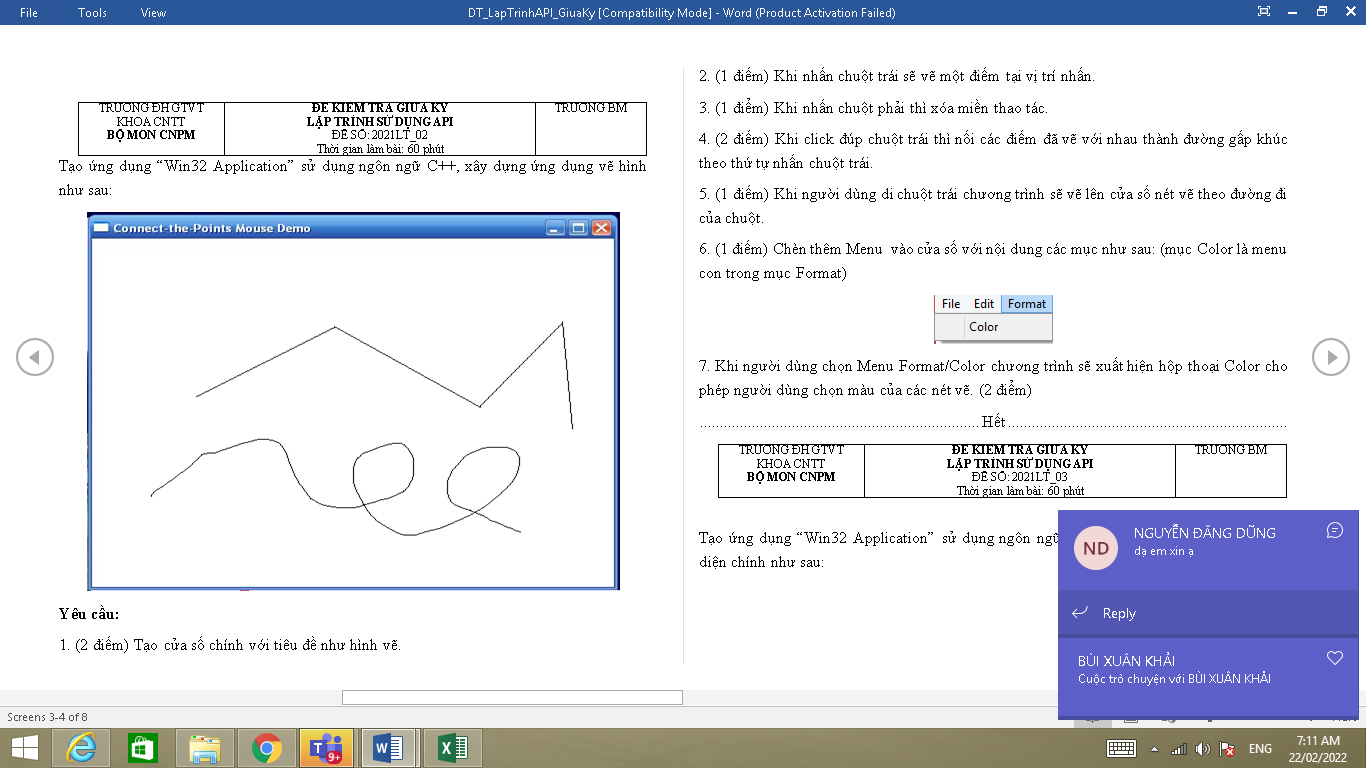 File Tools View DT_LapTrinhAPI_GiuaKy [Compatibility Mode] - Word (Product Activation Failed)
TRƯỜNG ĐH GTVT
KHOA CNTT
BỘ MÔN CNPM
ĐỀ KIỂM TRA GIỮA KỲ
LẬP TRÌNH SỬ DỤNG API
ĐỀ SỐ: 2021LT_02
Thời gian làm bài: 60 phút
TRƯỞNG BM
Tạo ứng dụng “Win32 Application” sử dụng ngôn ngữ C++, xây dựng ứng dụng vẽ hình
như sau:
Connect-the-Points Mouse Demo
Yêu cầu:
1. (2 điểm) Tạo cửa sổ chính với tiêu đề như hình vẽ.
2. (1 điểm) Khi nhấn chuột trái sẽ vẽ một điểm tại vị trí nhấn.
3. (1 điểm) Khi nhấn chuột phải thì xóa miền thao tác.
4. (2 điểm) Khi click đúp chuột trái thì nối các điểm đã vẽ với nhau thành đường gấp khúc
theo thứ tự nhấn chuột trái.
5. (1 điểm) Khi người dùng di chuột trái chương trình sẽ vẽ lên cửa sổ nét vẽ theo đường đi
của chuột.
6. (1 điểm) Chèn thêm Menu vào cửa sổ với nội dung các mục như sau: (mục Color là menu
con trong mục Format)
File Edit Format
Color
7. Khi người dùng chọn Menu Format/Color chương trình sẽ xuất hiện hộp thoại Color cho
phép người dùng chọn màu của các nét vẽ. (2 điểm)
Hết
TRƯỜNG ĐH GTVT
KHOA CNTT
BỘ MÔN CNPM
ĐỀ KIỂM TRA GIỮA KỲ
LẬP TRÌNH SỬ DỤNG API
ĐỀ SỐ: 2021LT_03
Thời gian làm bài: 60 phút
TRƯỞNG BM
Tạo ứng dụng “Win32 Application” sử dụng ngôn ngữ
diện chính như sau:
ND
NGUYỄN ĐĂNG DŨNG
dạ em xin ạ
Reply
BÙI XUÂN KHẢI
Cuộc trò chuyện với BÙI XUÂN KHẢI
Screens 3-4 of 8
9+
ENG
7:11 AM
22/02/2022